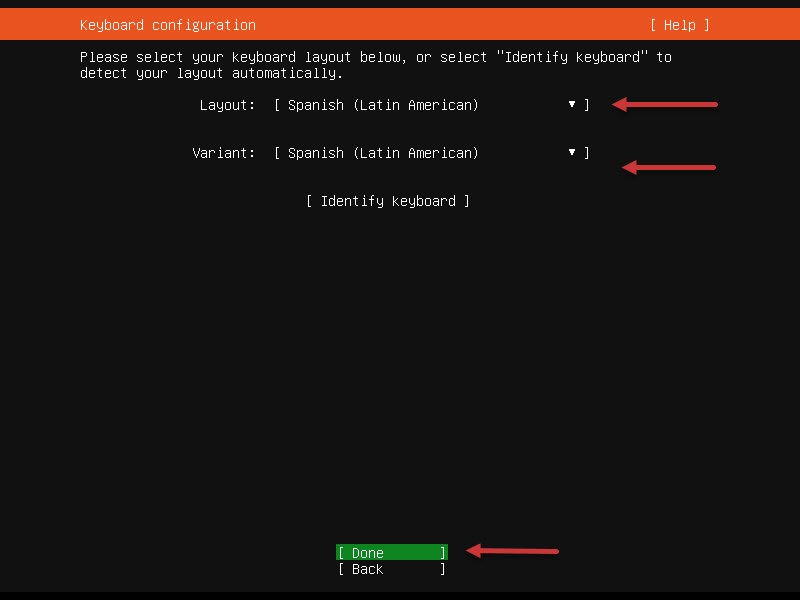 Keyboard configuration [ Help ]
Please select your keyboard layout below, or select "Identify keyboard" to
detect your layout automatically.
Layout: [ Spanish (Latin American) ▾ ]
Variant: [ Spanish (Latin American) ▾ ]
[ Identify keyboard ]
[ Done ]
[ Back ]